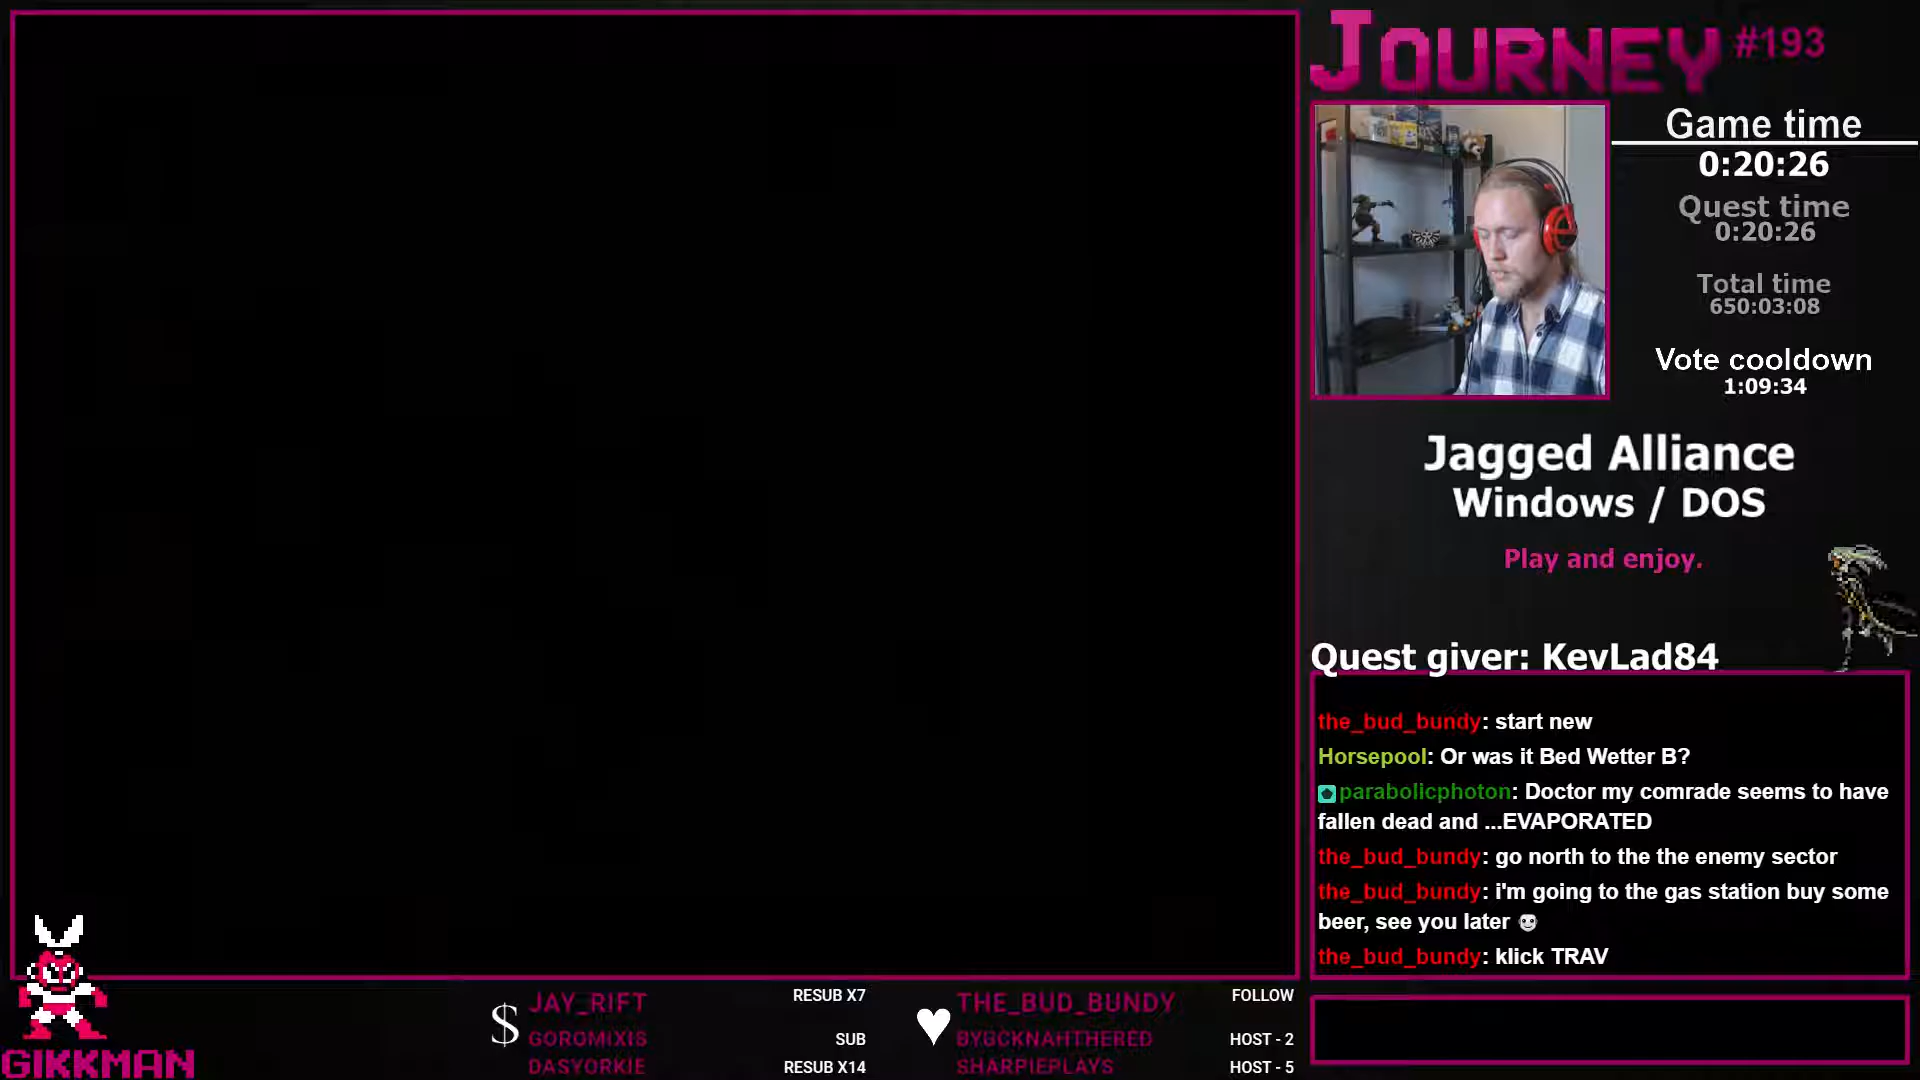 JOURNEY #193
Game time
0:20:26
Quest time
0:20:26
Total time
650:03:08
Vote cooldown
1:09:34
Jagged Alliance
Windows / DOS
Play and enjoy.
Quest giver: KevLad84
the_bud_bundy: start new
Horsepool: Or was it Bed Wetter B?
parabolicphoton: Doctor my comrade seems to have
fallen dead and ...EVAPORATED
the_bud_bundy: go north to the the enemy sector
the_bud_bundy: i'm going to the gas station buy some
beer, see you later
the_bud_bundy: klick TRAV
GIKKMAN
$ JAY_RIFT RESUB X7
GOROMIXIS SUB
DASYORKIE RESUB X14
THE_BUD_BUNDY FOLLOW
BYGCKNAHTHERED HOST - 2
SHARPIEPLAYS HOST - 5